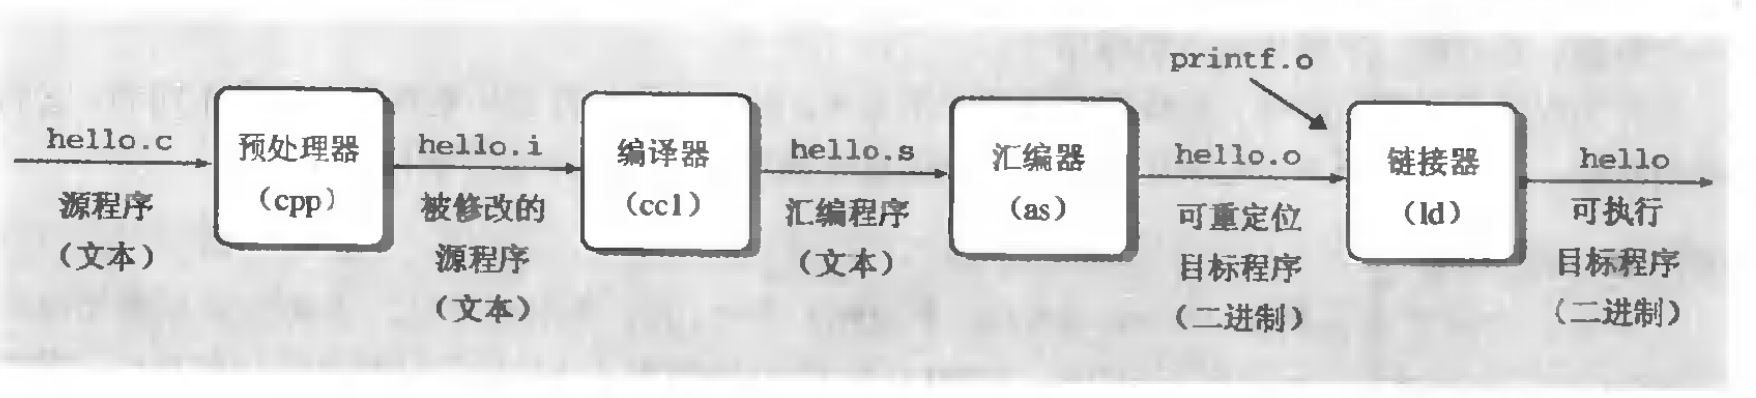 printf.o
hello.c
源程序
(文本)
预处理器
(cpp)
hello.i
被修改的
源程序
(文本)
编译器
(cc1)
hello.s
汇编程序
(文本)
汇编器
(as)
hello.o
可重定位
目标程序
(二进制)
链接器
(ld)
hello
可执行
目标程序
(二进制)